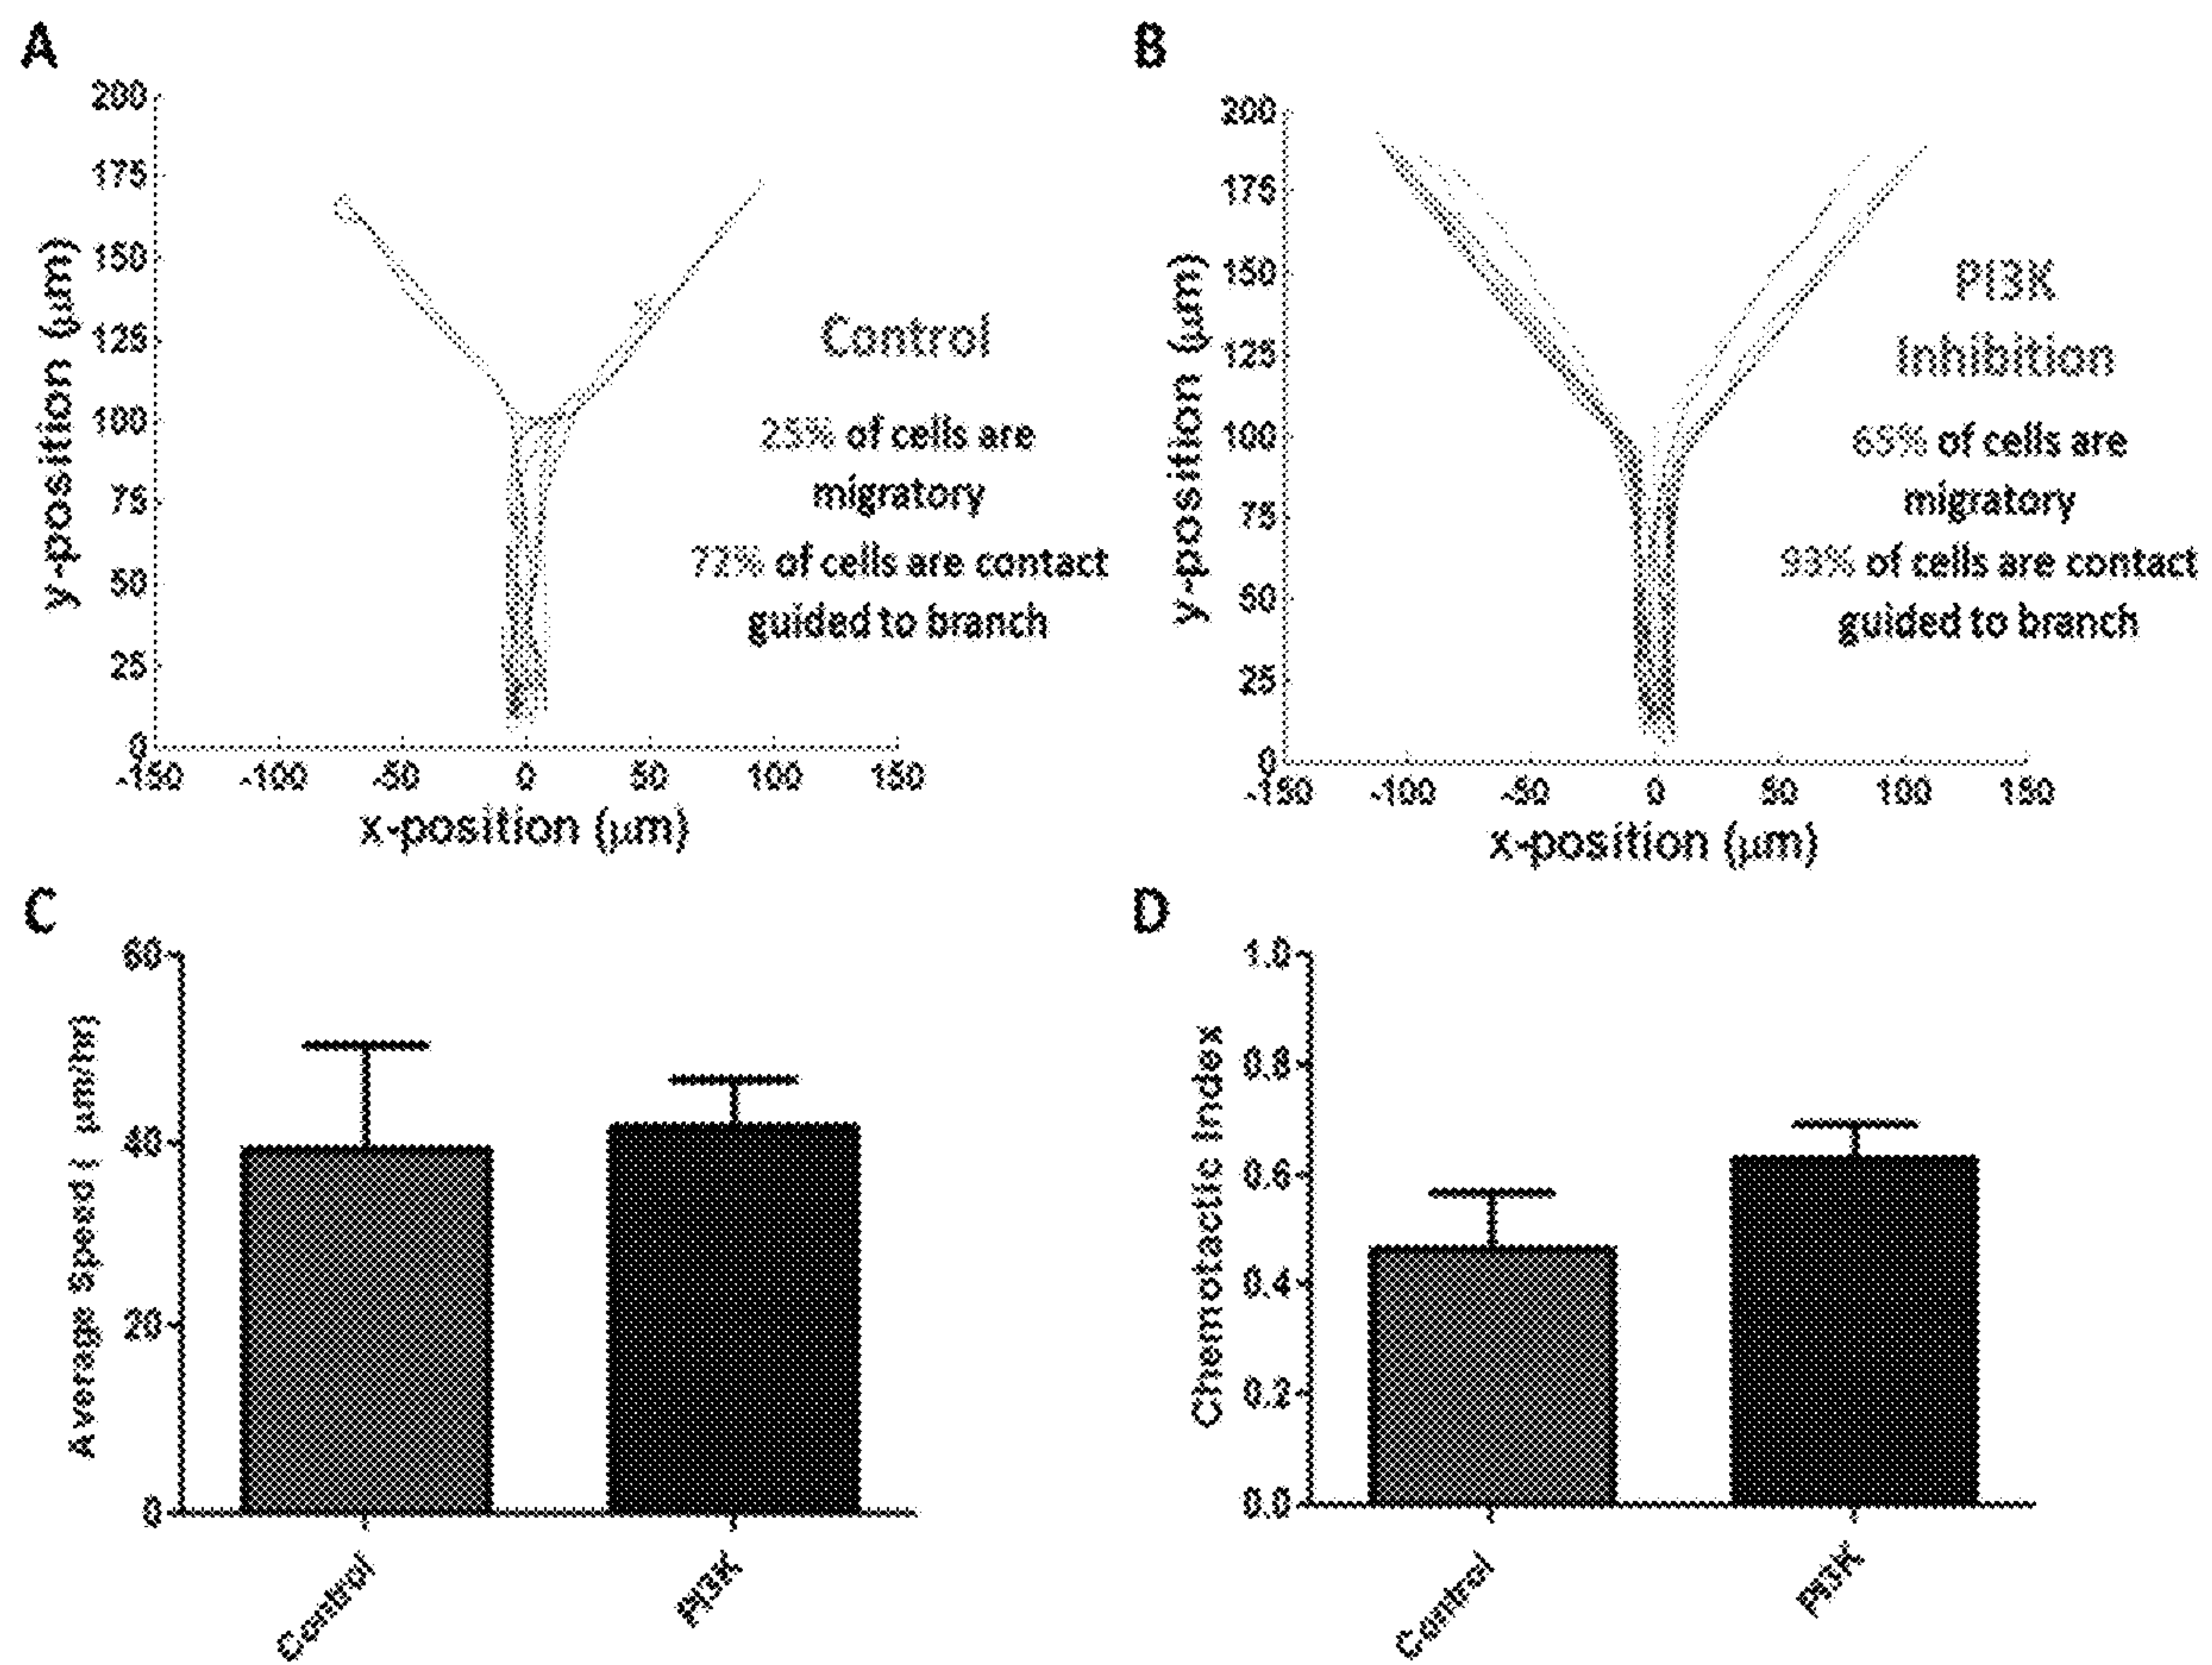 A
200
175
150
125
100
75
50
25
0
y-position (μm)
-150 -100 -50 0 50 100 150
x-position (μm)
Control
25% of cells are
migratory
72% of cells are contact
guided to branch
B
200
175
150
125
100
75
50
25
0
y-position (μm)
-150 -100 -50 0 50 100 150
x-position (μm)
PI3K
Inhibition
65% of cells are
migratory
93% of cells are contact
guided to branch
C
60
40
20
0
Average Speed ( μm/hr)
Control
PI3K
D
1.0
0.8
0.6
0.4
0.2
0.0
Chemotactic Index
Control
PI3K